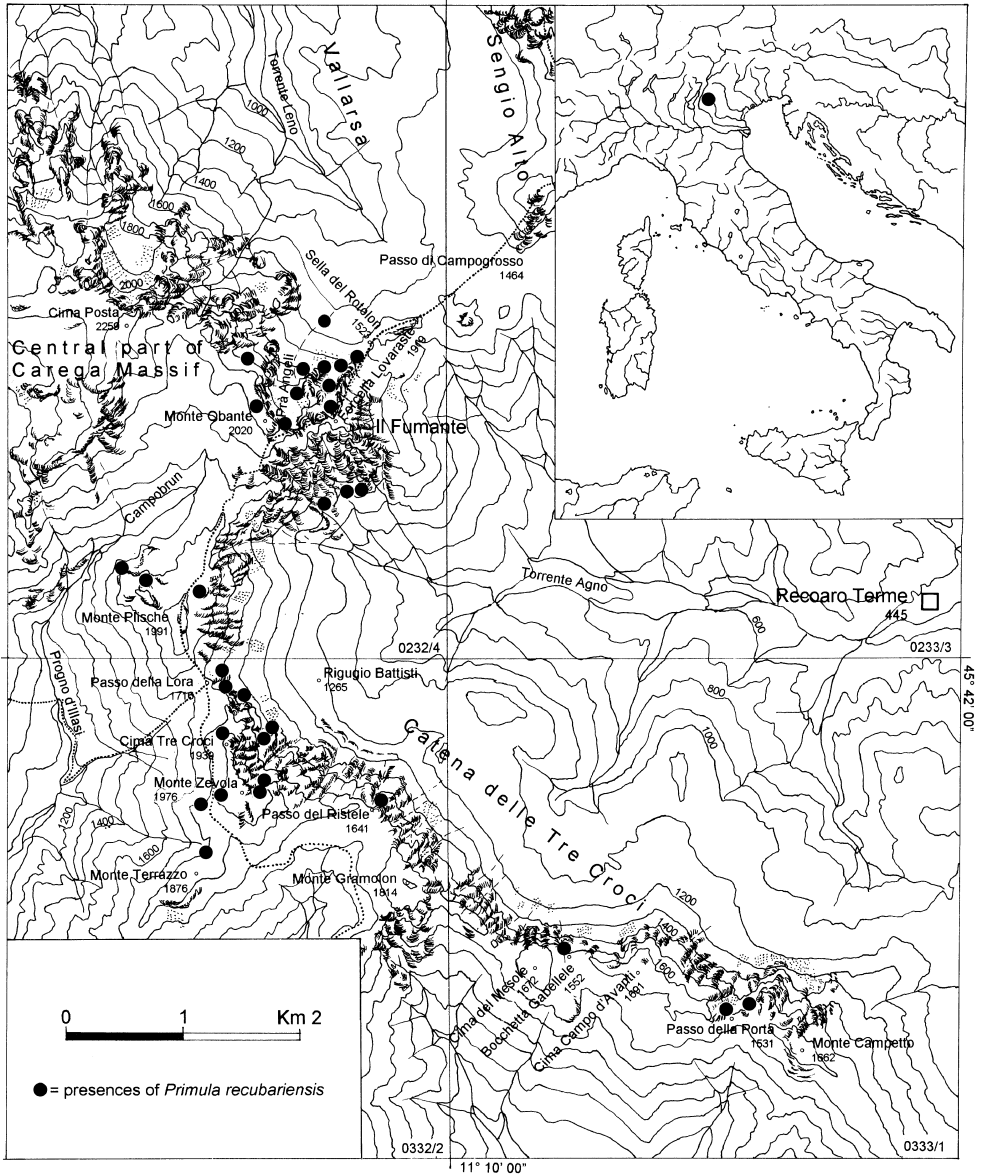 Vallarsa
Torrente Leno
Sengio Alto
1000
1200
1400
1600
1800
2000
Passo di Campogrosso
1464
Sella del Rotolon
Cima Posta
2259
Central part of
Carega Massif
Prà Angeli
Monte Obante
2020
Il Fumante
Campobrun
Torrente Agno
Recoaro Terme
445
600
Monte Plische
1991
0232/4
0233/3
45° 42' 00"
Passo della Lora
1716
Rigugio Battisti
1265
Progno d'Illasi
800
1000
Cima Tre Croci
Catena delle Tre Croci
Monte Zevola
1976
Passo del Ristele
1641
1200
1400
1600
Monte Terrazzo
1876
Monte Gramolon
1814
1200
1400
1600
Cima del Mesole
1672
Bocchetta Gabellele
1552
Cima Campo d'Avanti
1691
Passo della Porta
1531
Monte Campetto
1662
0
1
Km 2
= presences of Primula recubariensis
0332/2
0333/1
11° 10' 00"